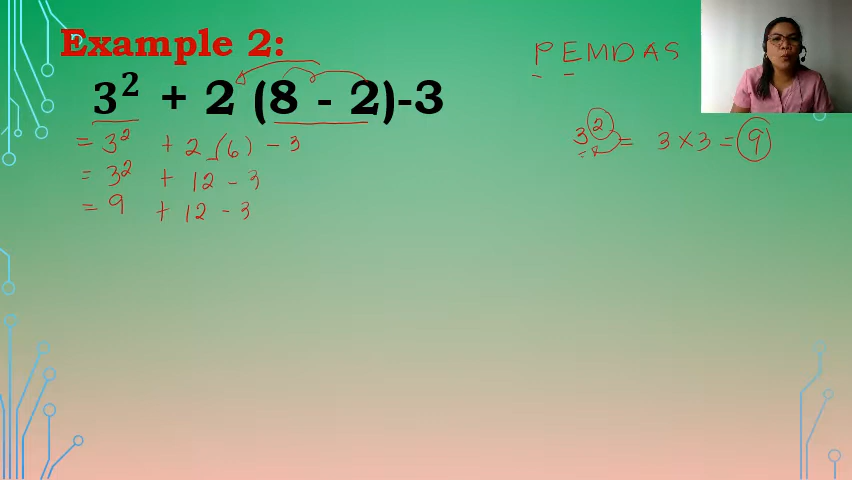 Example 2:
PEMDAS
3² + 2 (8 - 2)-3
= 3² + 2 (6) - 3
3² = 3 × 3 = 9
= 3² + 12 - 3
= 9 + 12 - 3